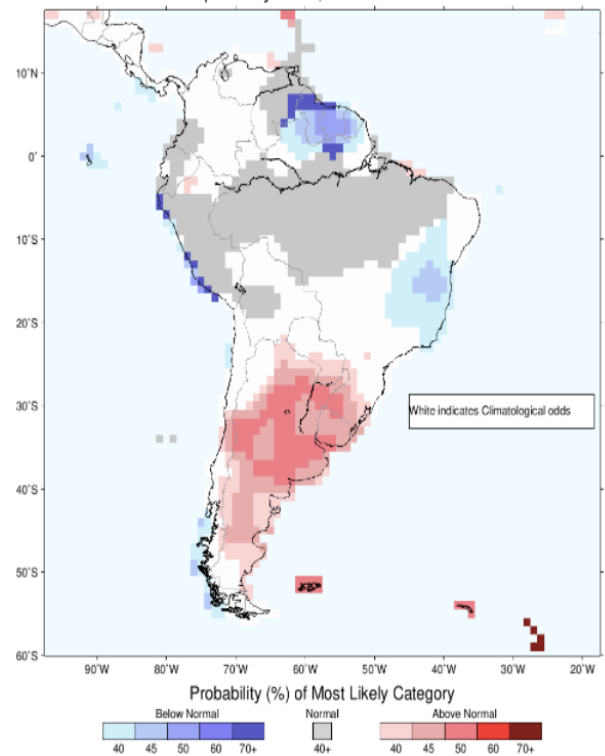 10°N
0°
10°S
20°S
30°S
40°S
50°S
60°S
White indicates Climatological odds
90°W 80°W 70°W 60°W 50°W 40°W 30°W 20°W
Probability (%) of Most Likely Category
Below Normal Normal Above Normal
40 45 50 60 70+ 40+ 40 45 50 60 70+